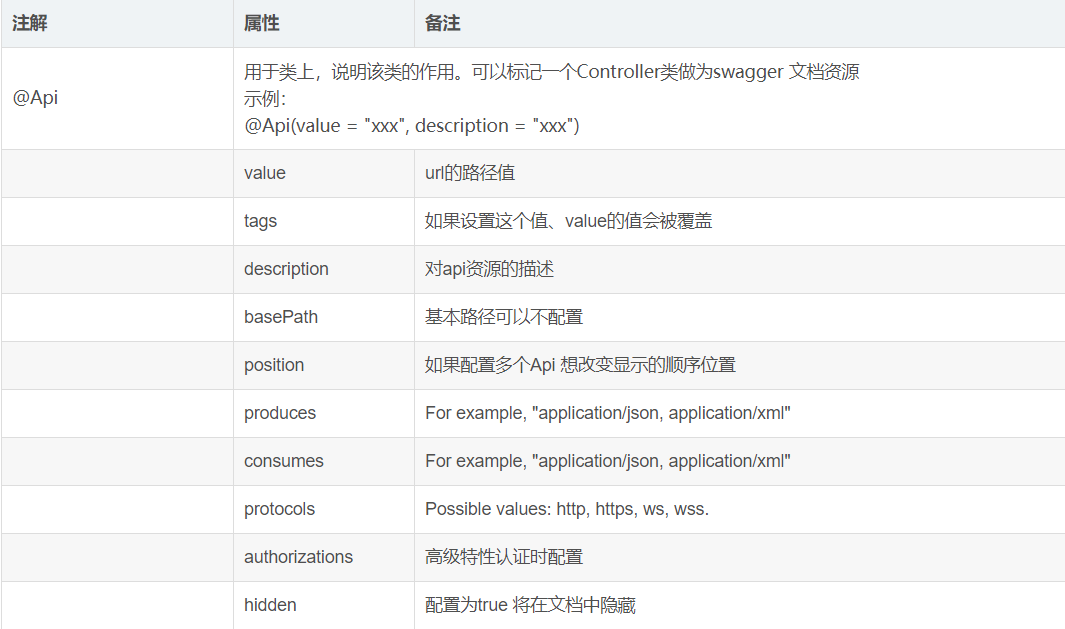 注解 属性 备注
@Api
用于类上，说明该类的作用。可以标记一个Controller类做为swagger 文档资源
示例：
@Api(value = "xxx", description = "xxx")
value url的路径值
tags 如果设置这个值、value的值会被覆盖
description 对api资源的描述
basePath 基本路径可以不配置
position 如果配置多个Api 想改变显示的顺序位置
produces For example, "application/json, application/xml"
consumes For example, "application/json, application/xml"
protocols Possible values: http, https, ws, wss.
authorizations 高级特性认证时配置
hidden 配置为true 将在文档中隐藏